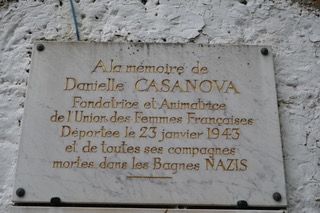 A la mémoire de
Danielle CASANOVA
Fondatrice et Animatrice
de l'Union des Femmes Françaises
Déportée le 23 janvier 1943
et de toutes ses compagnes
mortes dans les Bagnes NAZIS